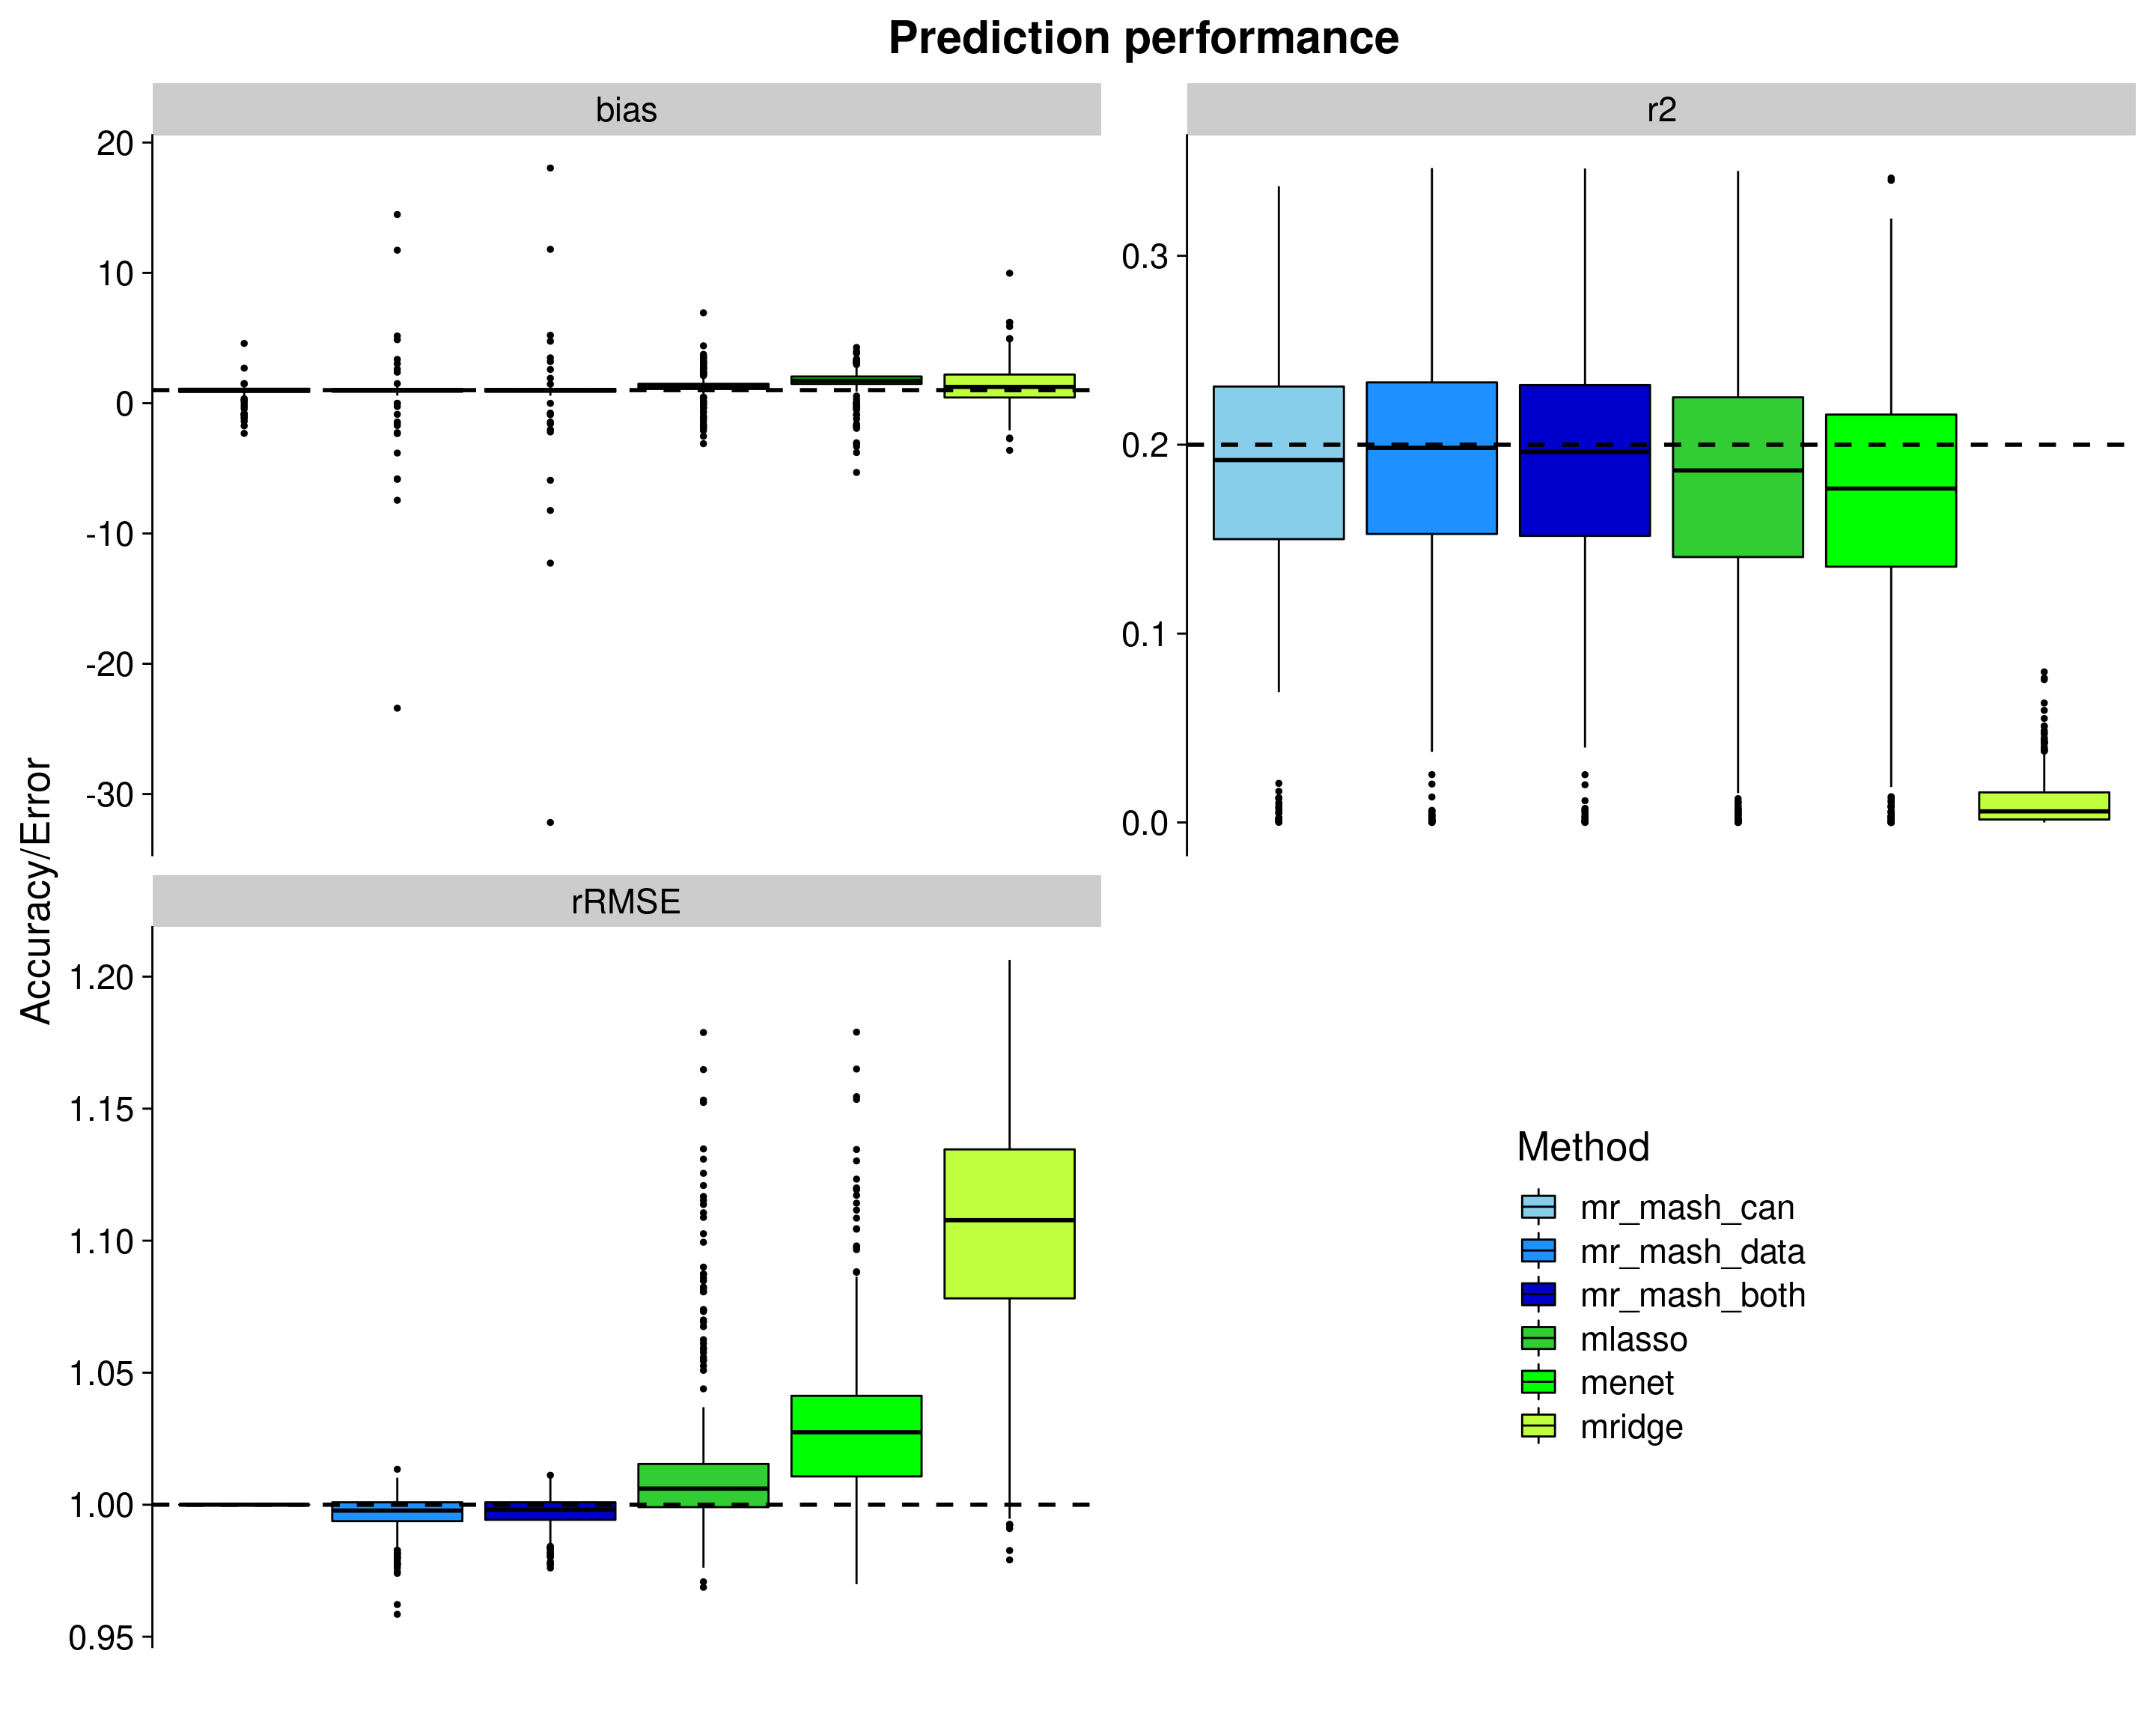 Prediction performance
bias
r2
20
10
0
-10
-20
-30
0.3
0.2
0.1
0.0
Accuracy/Error
rRMSE
1.20
1.15
1.10
1.05
1.00
0.95
Method
mr_mash_can
mr_mash_data
mr_mash_both
mlasso
menet
mridge